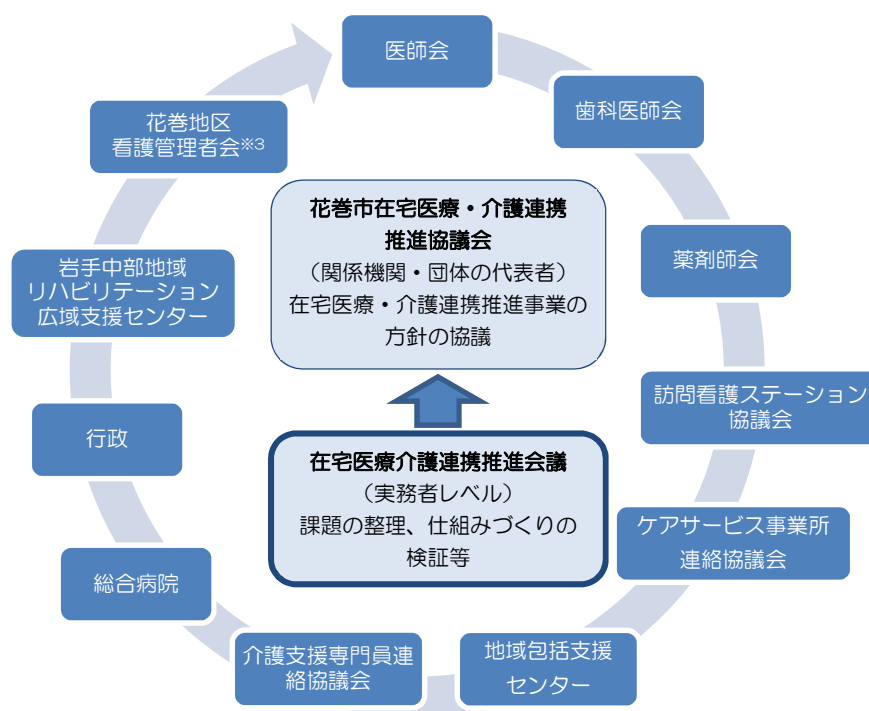 医師会
歯科医師会
薬剤師会
訪問看護ステーション
協議会
ケアサービス事業所
連絡協議会
地域包括支援
センター
介護支援専門員連
絡協議会
総合病院
行政
岩手中部地域
リハビリテーション
広域支援センター
花巻地区
看護管理者会※3
花巻市在宅医療・介護連携
推進協議会
(関係機関・団体の代表者)
在宅医療・介護連携推進事業の
方針の協議
在宅医療介護連携推進会議
(実務者レベル)
課題の整理、仕組みづくりの
検証等